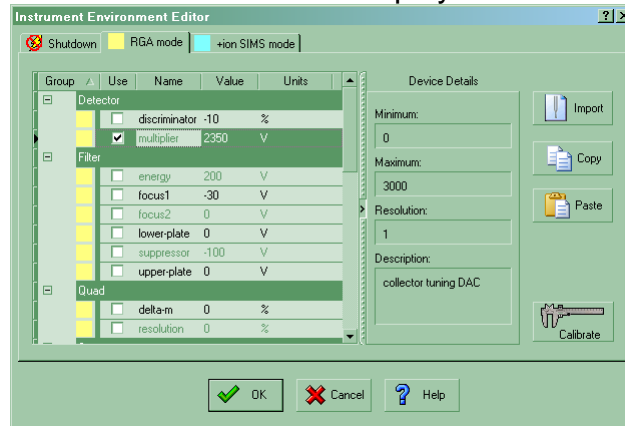 Instrument Environment Editor
Shutdown RGA mode +ion SIMS mode
Group Use Name Value Units
Detector
discriminator -10 %
multiplier 2350 V
Filter
energy 200 V
focus1 -30 V
focus2 0 V
lower-plate 0 V
suppressor -100 V
upper-plate 0 V
Quad
delta-m 0 %
resolution 0 %
Device Details
Minimum:
0
Maximum:
3000
Resolution:
1
Description:
collector tuning DAC
Import
Copy
Paste
Calibrate
OK Cancel Help